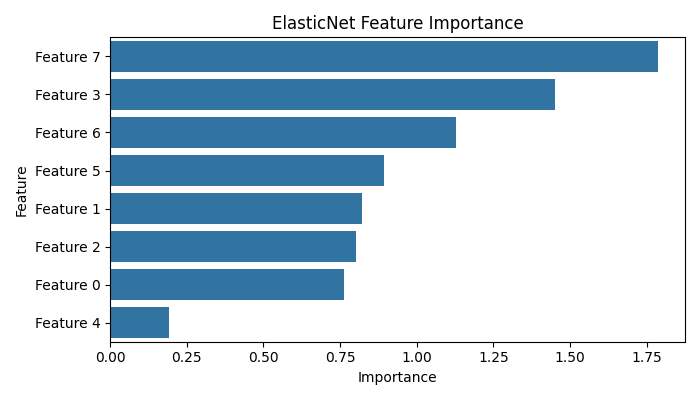 ElasticNet Feature Importance
Feature 7
Feature 3
Feature 6
Feature 5
Feature 1
Feature 2
Feature 0
Feature 4
Feature
0.00 0.25 0.50 0.75 1.00 1.25 1.50 1.75
Importance